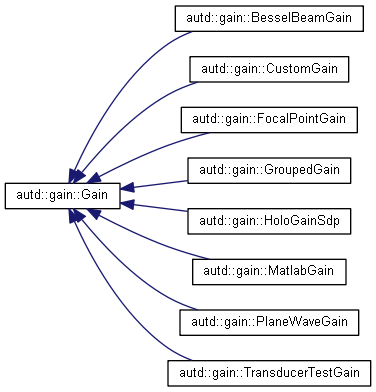 autd::gain::BesselBeamGain
autd::gain::CustomGain
autd::gain::FocalPointGain
autd::gain::GroupedGain
autd::gain::Gain
autd::gain::HoloGainSdp
autd::gain::MatlabGain
autd::gain::PlaneWaveGain
autd::gain::TransducerTestGain